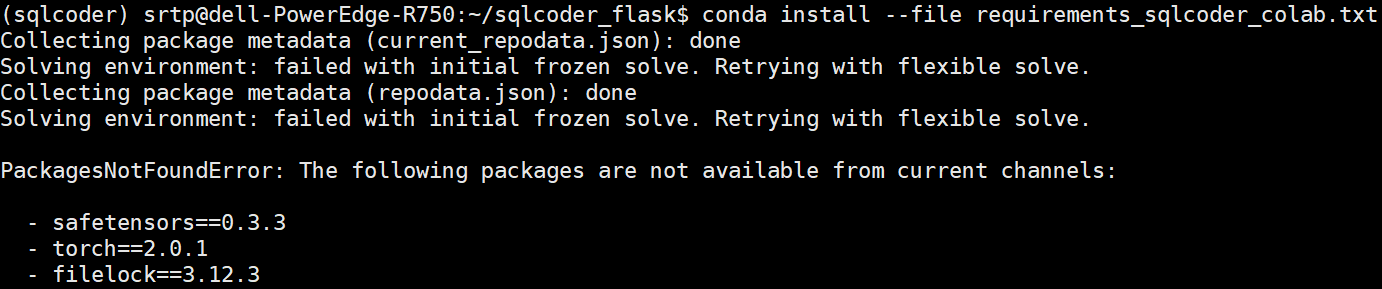 (sqlcoder) srtp@dell-PowerEdge-R750:~/sqlcoder_flask$ conda install --file requirements_sqlcoder_colab.txt
Collecting package metadata (current_repodata.json): done
Solving environment: failed with initial frozen solve. Retrying with flexible solve.
Collecting package metadata (repodata.json): done
Solving environment: failed with initial frozen solve. Retrying with flexible solve.
PackagesNotFoundError: The following packages are not available from current channels:
- safetensors==0.3.3
- torch==2.0.1
- filelock==3.12.3